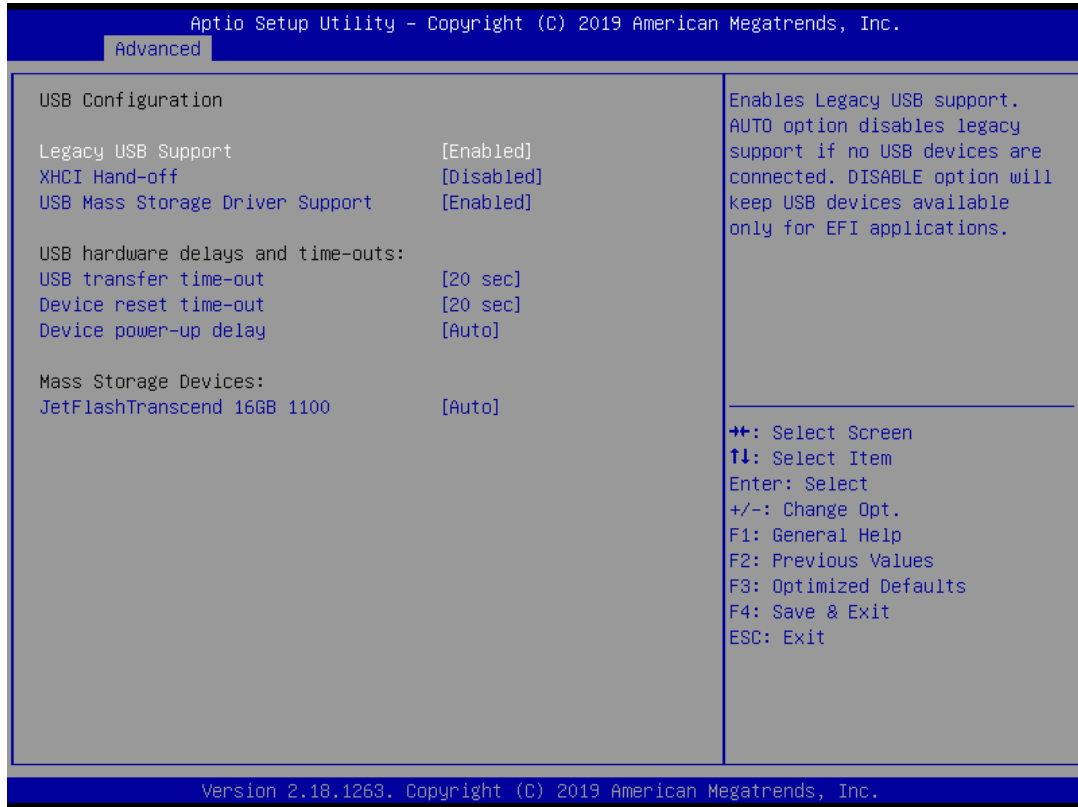 Aptio Setup Utility – Copyright (C) 2019 American Megatrends, Inc.
Advanced
USB Configuration
Legacy USB Support [Enabled]
XHCI Hand-off [Disabled]
USB Mass Storage Driver Support [Enabled]
USB hardware delays and time-outs:
USB transfer time-out [20 sec]
Device reset time-out [20 sec]
Device power-up delay [Auto]
Mass Storage Devices:
JetFlashTranscend 16GB 1100 [Auto]
Enables Legacy USB support.
AUTO option disables legacy
support if no USB devices are
connected. DISABLE option will
keep USB devices available
only for EFI applications.
→←: Select Screen
↑↓: Select Item
Enter: Select
+/-: Change Opt.
F1: General Help
F2: Previous Values
F3: Optimized Defaults
F4: Save & Exit
ESC: Exit
Version 2.18.1263. Copyright (C) 2019 American Megatrends, Inc.